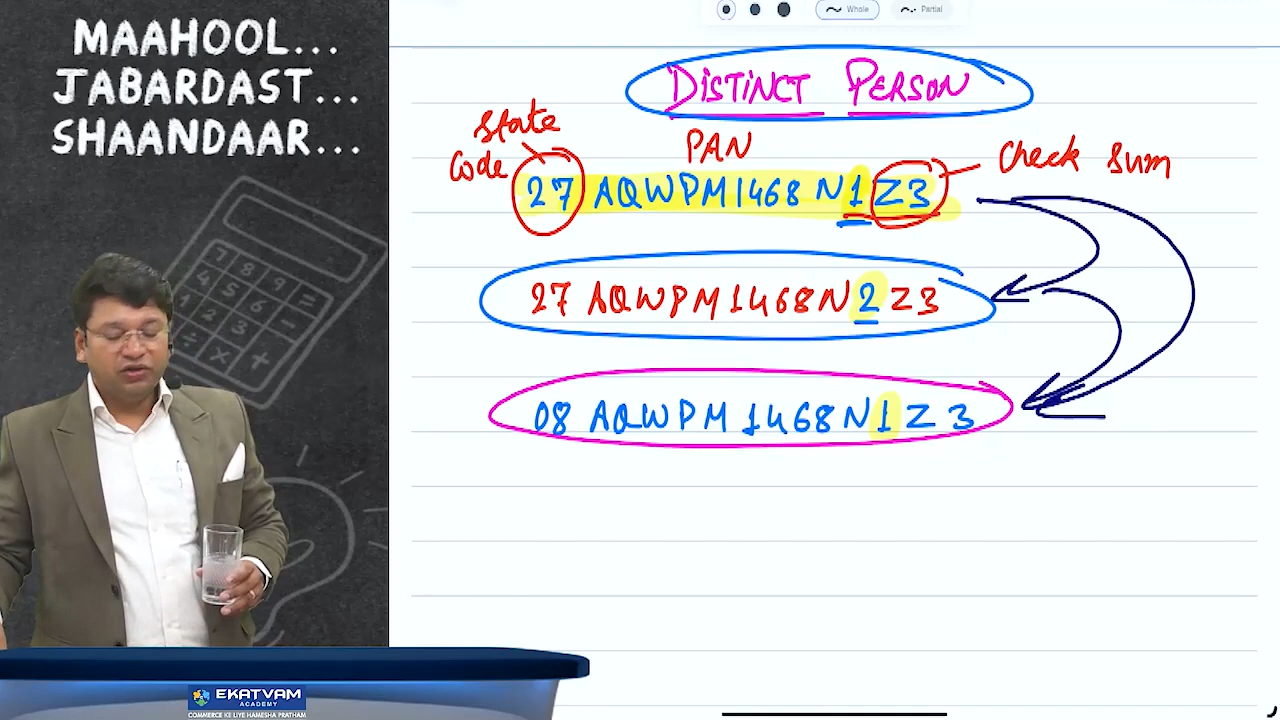 MAAHOOL...
JABARDAST...
SHAANDAAR...
Whole
Partial
DISTINCT PERSON
State Code
PAN
Check Sum
27 AQWPM1468 N1Z3
27 AQWPM1468N2Z3
08 AQWPM1468N1Z3
EKATVAM
ACADEMY
COMMERCE KE LIYE HAMESHA PRATHAM